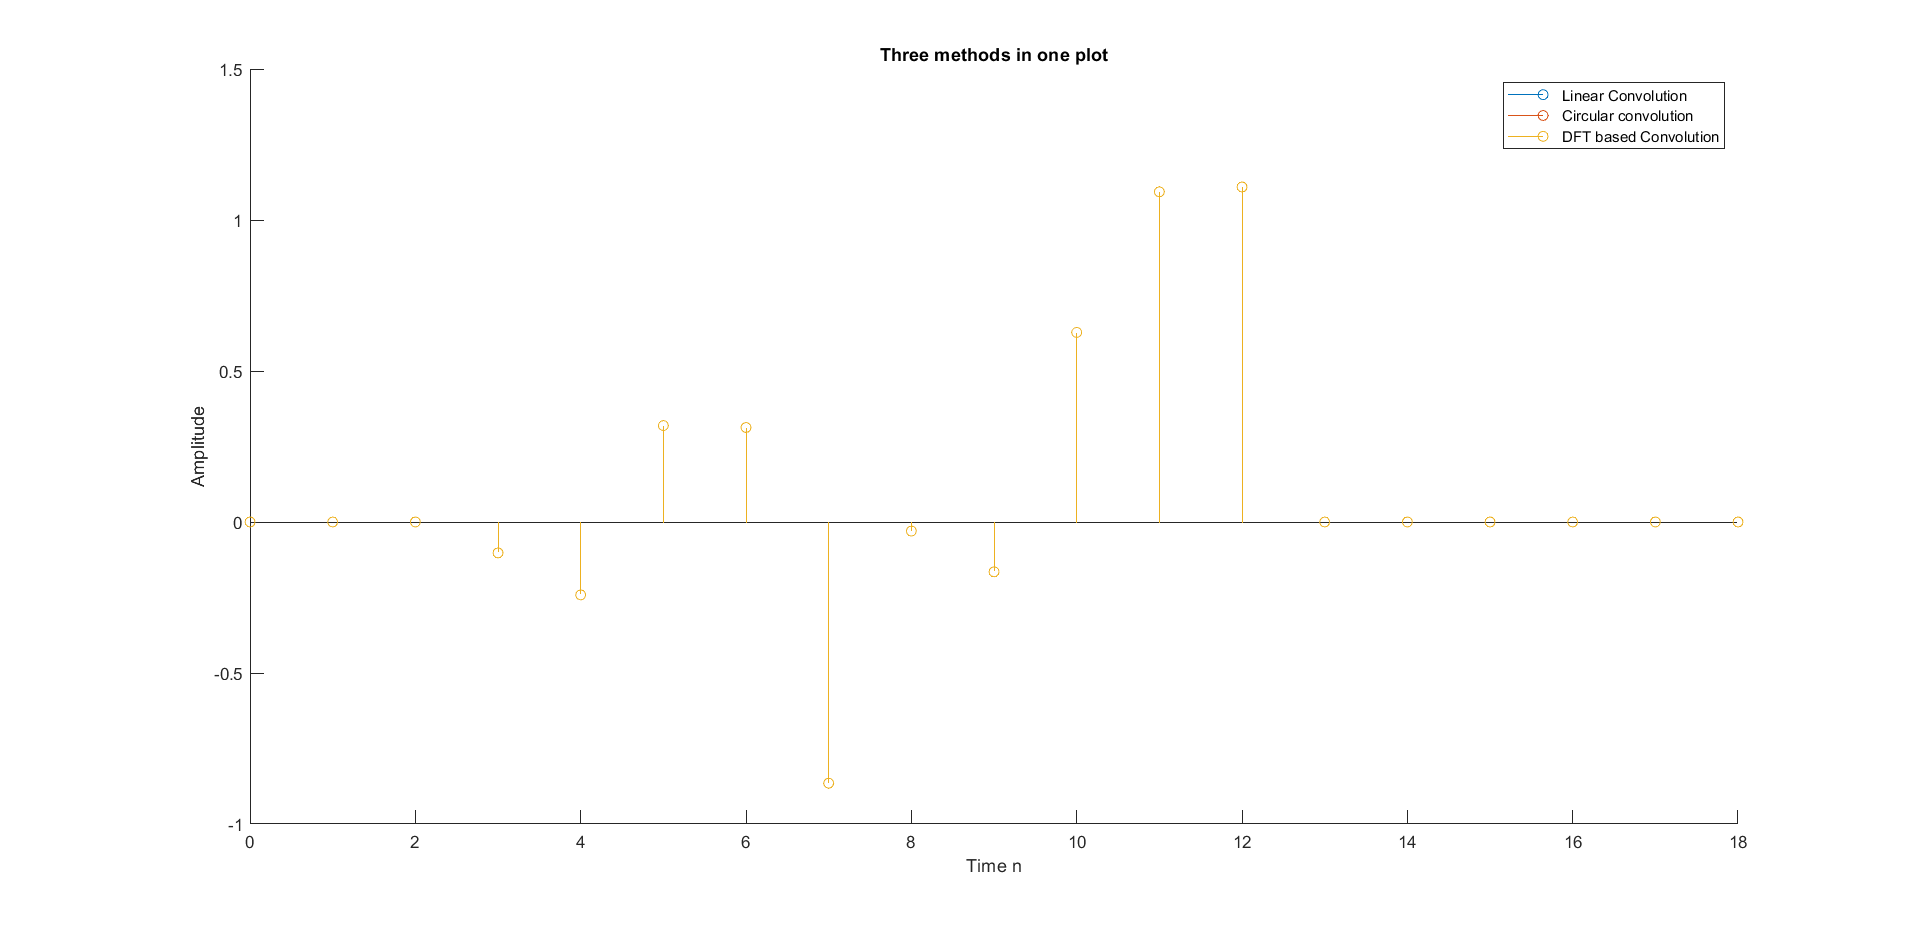 Three methods in one plot
1.5
1
0.5
0
-0.5
-1
Amplitude
Linear Convolution
Circular convolution
DFT based Convolution
0 2 4 6 8 10 12 14 16 18
Time n